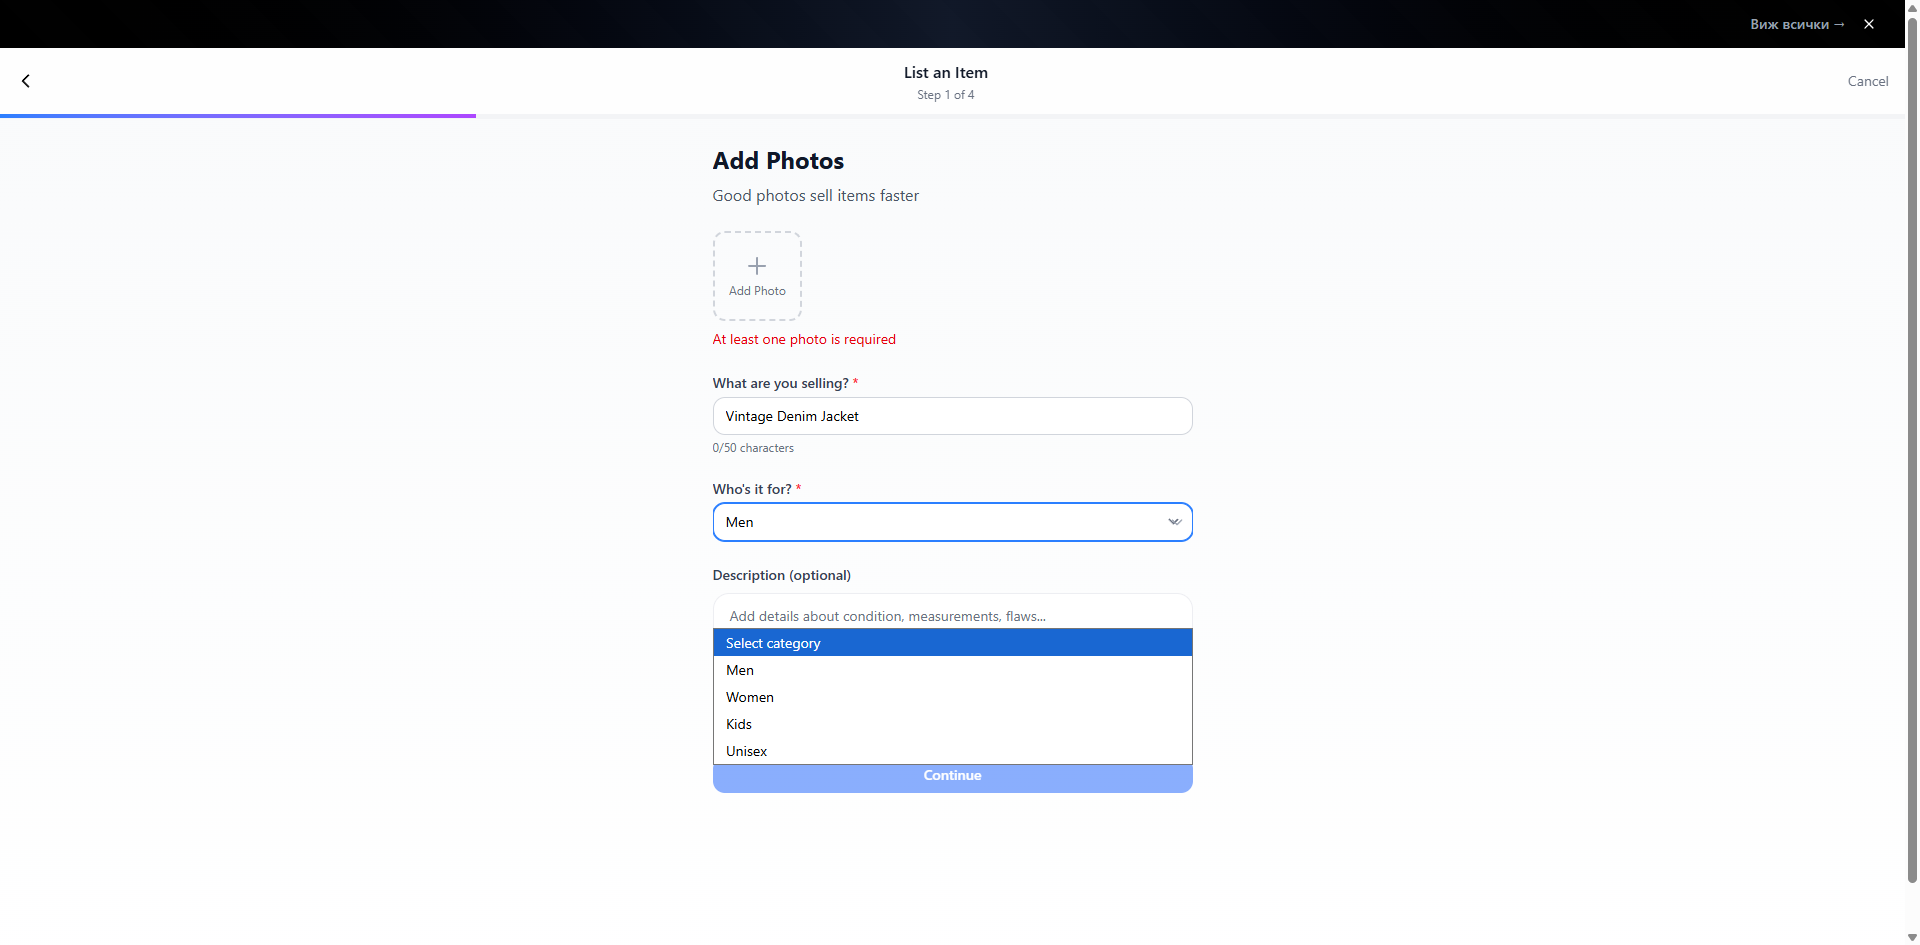 Виж всички →
List an Item
Step 1 of 4
Cancel
Add Photos
Good photos sell items faster
Add Photo
At least one photo is required
What are you selling? *
Vintage Denim Jacket
0/50 characters
Who's it for? *
Men
Description (optional)
Add details about condition, measurements, flaws...
Select category
Men
Women
Kids
Unisex
Continue